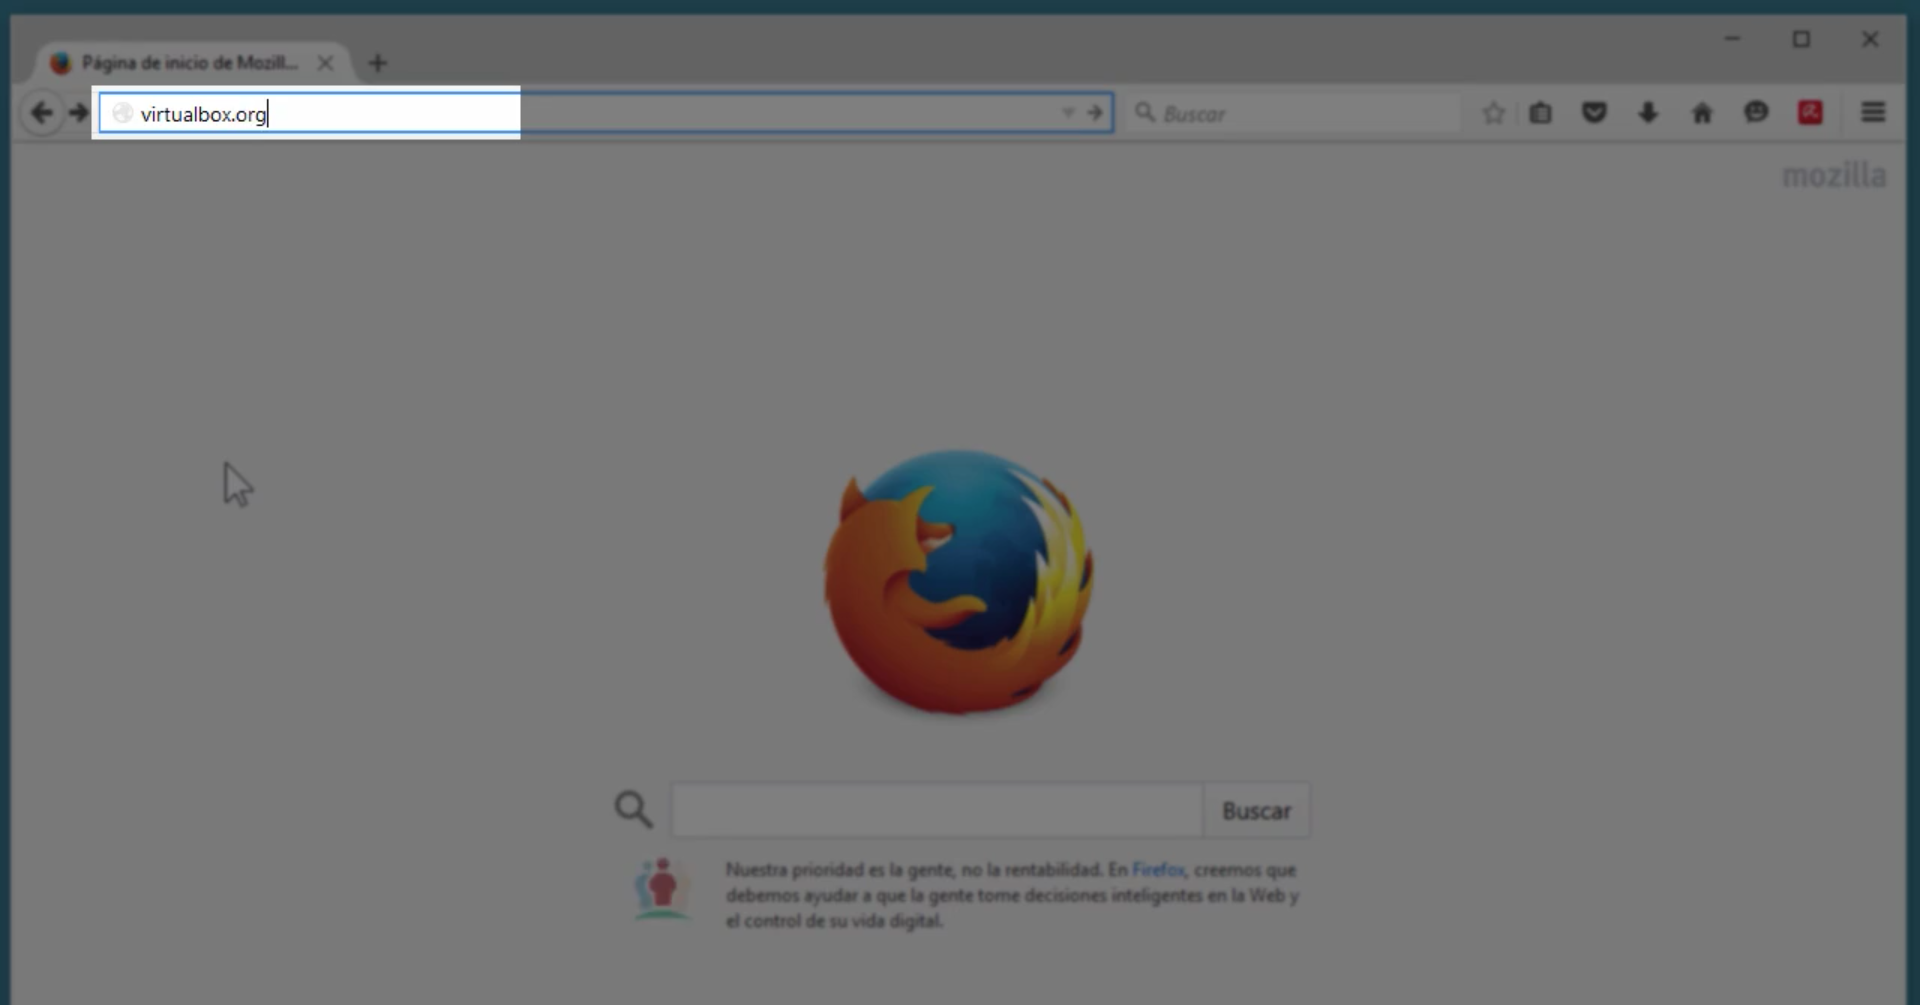 Página de inicio de Mozill...
virtualbox.org
Buscar
mozilla
Buscar
Nuestra prioridad es la gente, no la rentabilidad. En Firefox, creemos que
debemos ayudar a que la gente tome decisiones inteligentes en la Web y
el control de su vida digital.